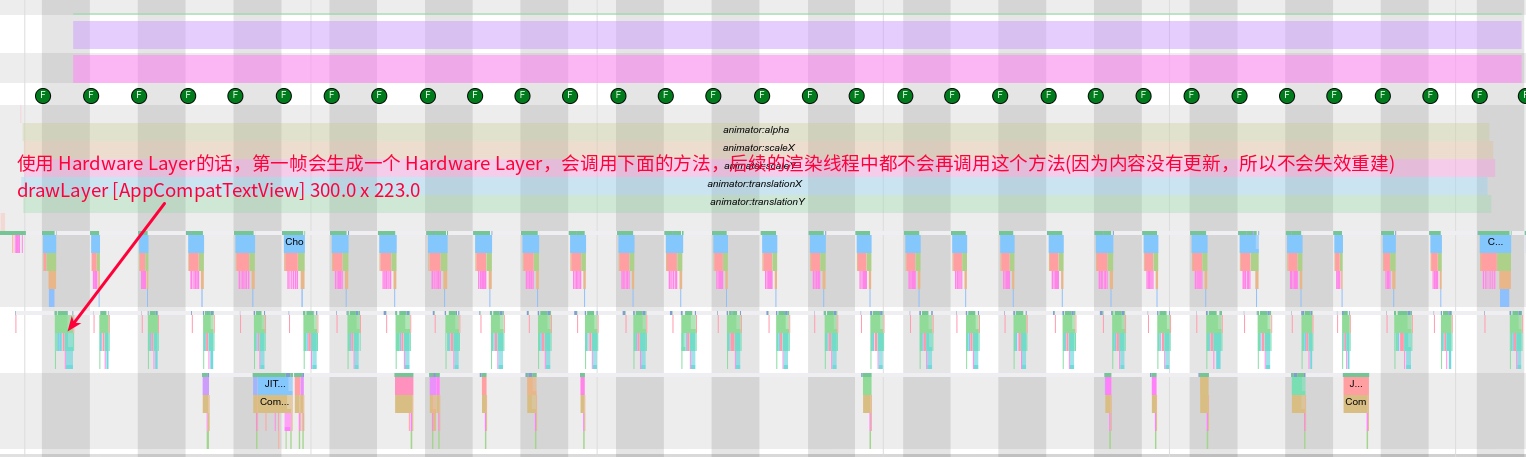 F F F F F F F F F F F F F F F F F F F F F F F F F F F F F F F F
animator:alpha
animator:scaleX
使用 Hardware Layer的话，第一帧会生成一个 Hardware Layer，会调用下面的方法，后续的渲染线程中都不会再调用这个方法(因为内容没有更新，所以不会失效重建)
animator:scaleY
animator:translationX
drawLayer [AppCompatTextView] 300.0 x 223.0
animator:translationY
Cho
C...
JIT...
J...
Com...
Com